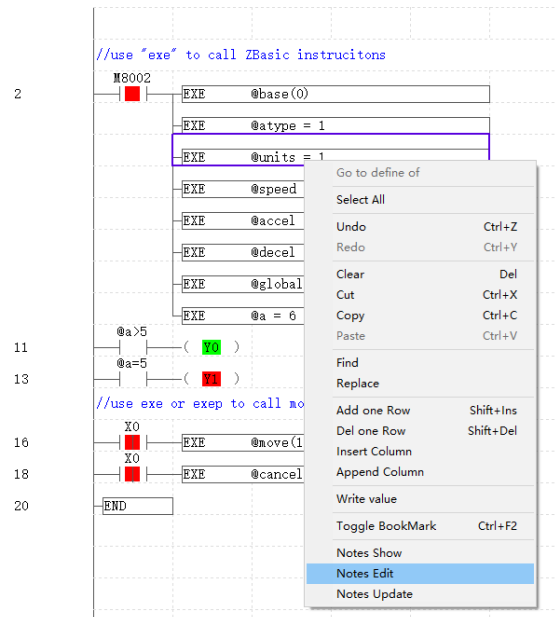 //use "exe" to call ZBasic instrucitons
M8002
2 EXE @base(0)
EXE @atype = 1
EXE @units = 1
EXE @speed
EXE @accel
EXE @decel
EXE @global
EXE @a = 6
@a>5
11 ( Y0 )
@a=5
13 ( Y1 )
//use exe or exep to call mo
X0
16 EXE @move(1
X0
18 EXE @cancel
20 END
Go to define of
Select All
Undo Ctrl+Z
Redo Ctrl+Y
Clear Del
Cut Ctrl+X
Copy Ctrl+C
Paste Ctrl+V
Find
Replace
Add one Row Shift+Ins
Del one Row Shift+Del
Insert Column
Append Column
Write value
Toggle BookMark Ctrl+F2
Notes Show
Notes Edit
Notes Update